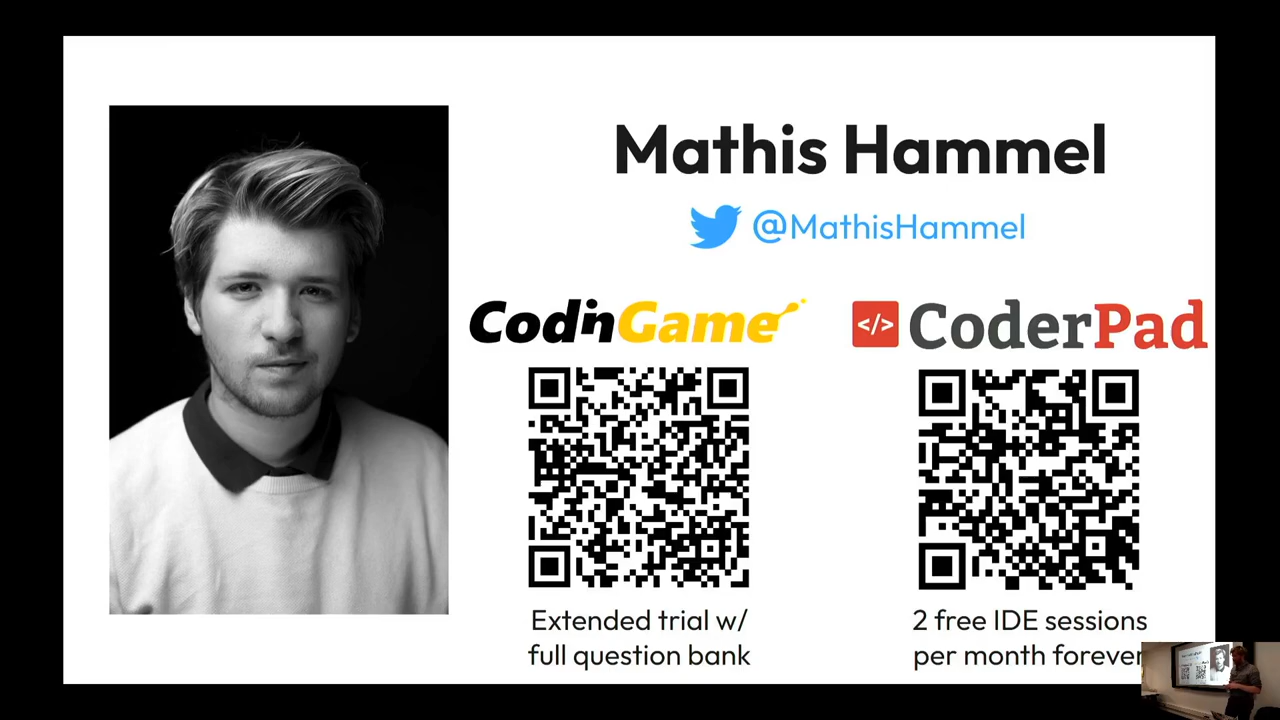 Mathis Hammel
@MathisHammel
CodinGame
</> CoderPad
Extended trial w/
full question bank
2 free IDE sessions
per month forever